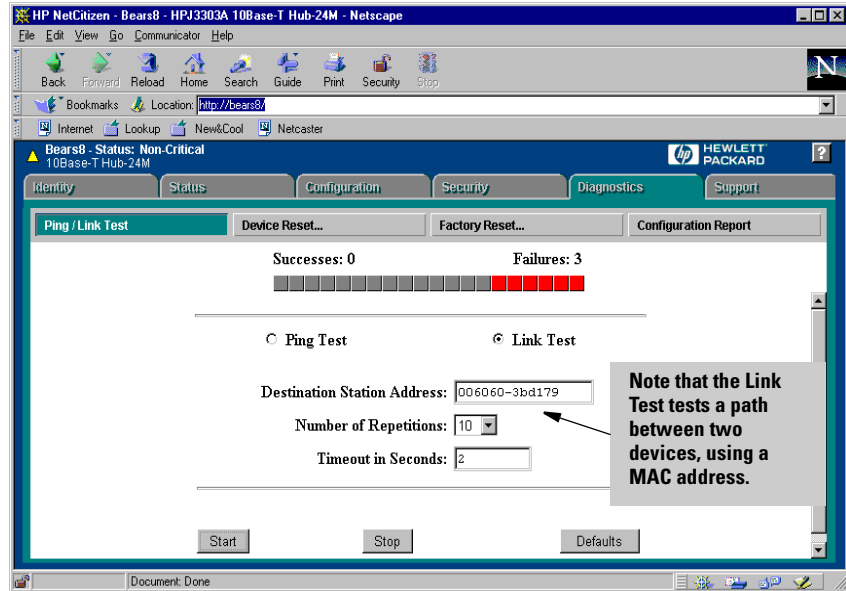 HP NetCitizen - Bears8 - HPJ3303A 10Base-T Hub-24M - Netscape
File Edit View Go Communicator Help
Back Forward Reload Home Search Guide Print Security Stop
N
Bookmarks Location: http://bears8/
Internet Lookup New&Cool Netcaster
Bears8 - Status: Non-Critical
10Base-T Hub-24M
hp HEWLETT PACKARD ?
Identity Status Configuration Security Diagnostics Support
Ping / Link Test Device Reset... Factory Reset... Configuration Report
Successes: 0 Failures: 3
Ping Test Link Test
Destination Station Address: 006060-3bd179
Number of Repetitions: 10
Timeout in Seconds: 2
Note that the Link
Test tests a path
between two
devices, using a
MAC address.
Start Stop Defaults
Document: Done